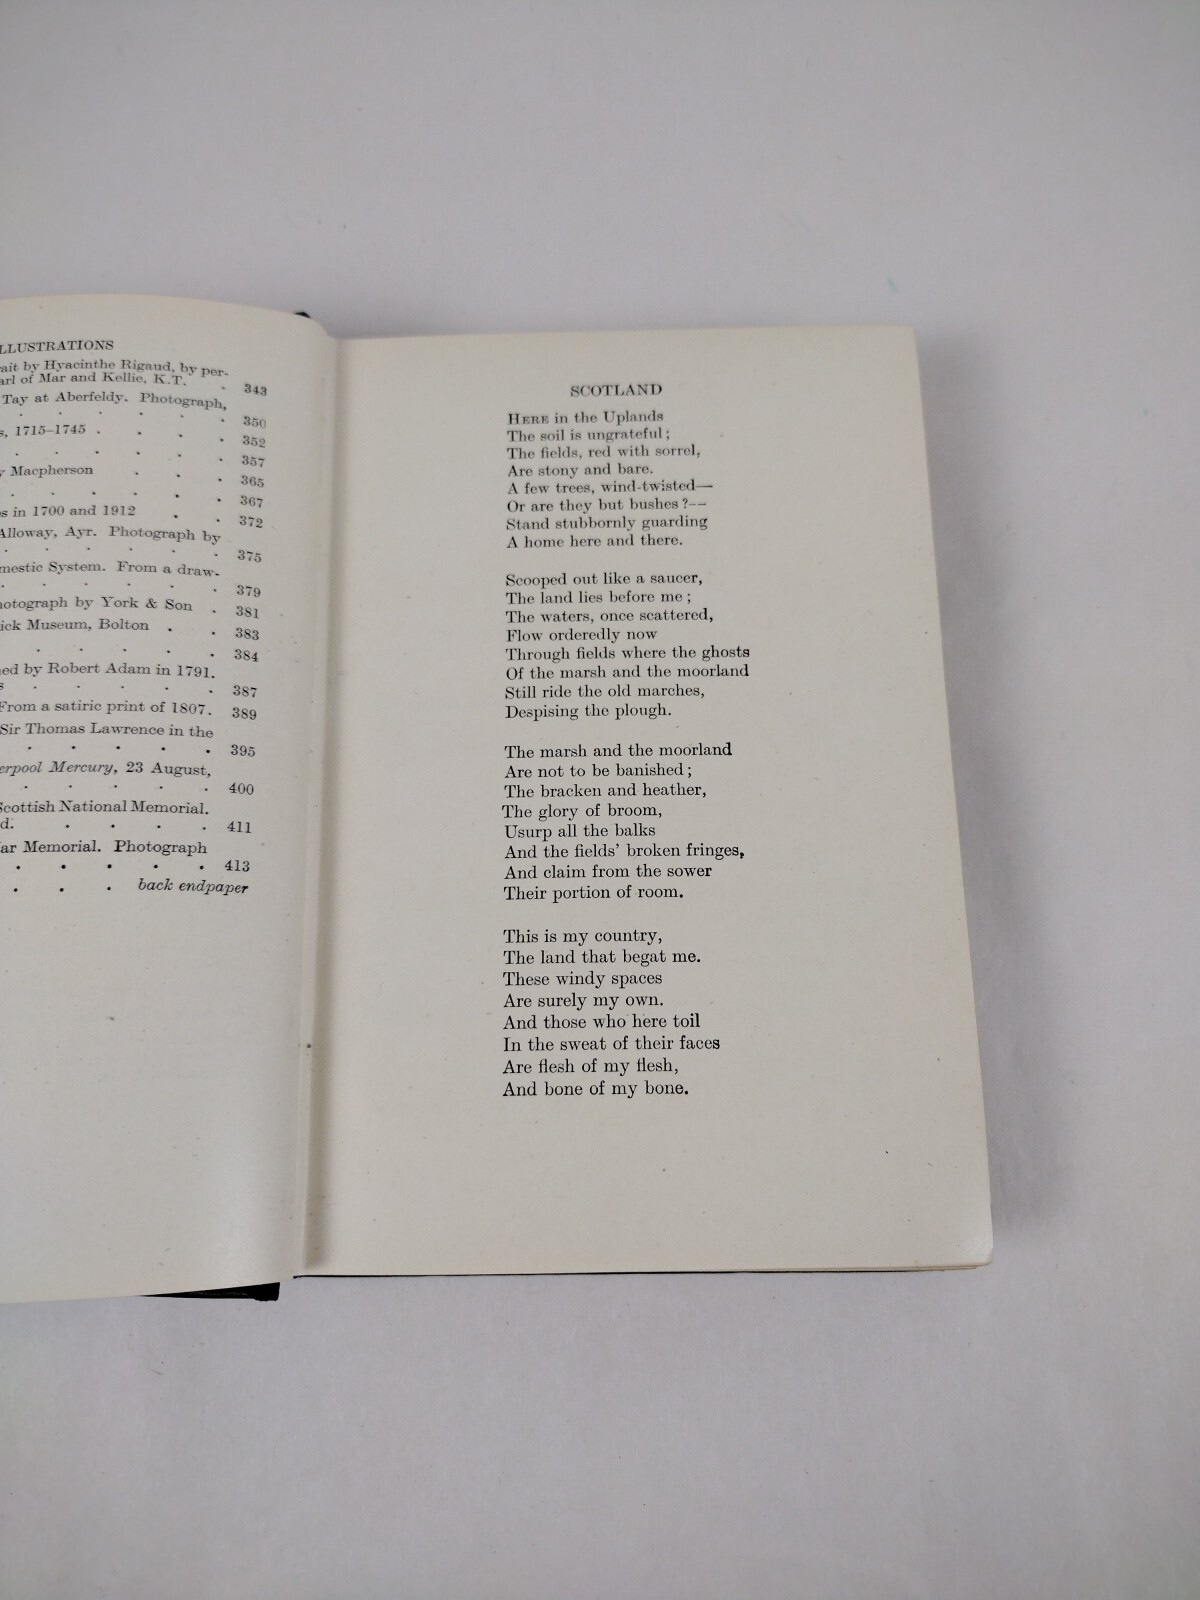 LLUSTRATIONS
ait by Hyacinthe Rigaud, by per-
arl of Mar and Kellie, K.T. . 343
Tay at Aberfeldy. Photograph,
. . . . . . 350
s, 1715–1745 . . . . 352
. . . . . . 357
y Macpherson . . . 365
. . . . . . 367
s in 1700 and 1912 . . 372
Alloway, Ayr. Photograph by
. . . . . . 375
mestic System. From a draw-
. . . . . . 379
hotograph by York & Son . 381
ick Museum, Bolton . . 383
. . . . . 384
ed by Robert Adam in 1791.
s . . . . . 387
From a satiric print of 1807. 389
Sir Thomas Lawrence in the
. . . . . 395
erpool Mercury, 23 August,
. . . . . 400
Scottish National Memorial.
d. . . . . 411
ar Memorial. Photograph
. . . . . 413
. . . back endpaper
SCOTLAND
HERE in the Uplands
The soil is ungrateful;
The fields, red with sorrel,
Are stony and bare.
A few trees, wind-twisted—
Or are they but bushes?—
Stand stubbornly guarding
A home here and there.
Scooped out like a saucer,
The land lies before me;
The waters, once scattered,
Flow orderedly now
Through fields where the ghosts
Of the marsh and the moorland
Still ride the old marches,
Despising the plough.
The marsh and the moorland
Are not to be banished;
The bracken and heather,
The glory of broom,
Usurp all the balks
And the fields' broken fringes,
And claim from the sower
Their portion of room.
This is my country,
The land that begat me.
These windy spaces
Are surely my own.
And those who here toil
In the sweat of their faces
Are flesh of my flesh,
And bone of my bone.